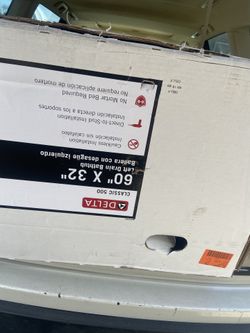 DELTA
CLASSIC 500
60" X 32"
Left Drain Bathtub
Bañera con desagüe izquierdo
Caulkless Installation
Instalación sin calafateo
Direct-to-Stud Installation
Instalación directa a los soportes
No Mortar Bed Required
No requiere aplicación de mortero